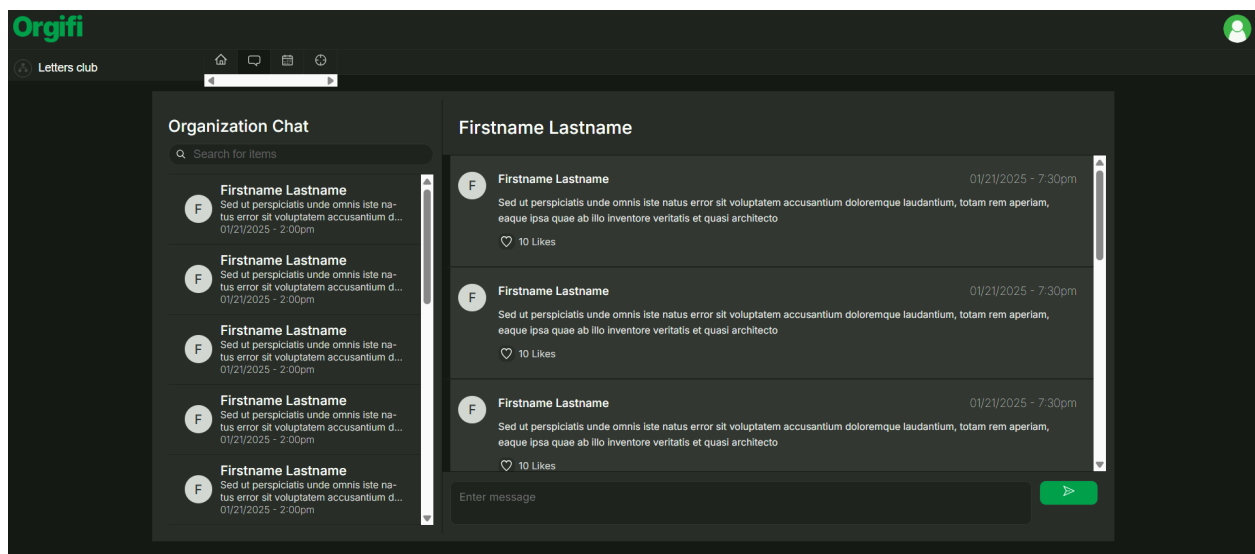 Orgifi
Letters club
Organization Chat
Search for items
F
Firstname Lastname
Sed ut perspiciatis unde omnis iste na-
tus error sit voluptatem accusantium d...
01/21/2025 - 2:00pm
F
Firstname Lastname
Sed ut perspiciatis unde omnis iste na-
tus error sit voluptatem accusantium d...
01/21/2025 - 2:00pm
F
Firstname Lastname
Sed ut perspiciatis unde omnis iste na-
tus error sit voluptatem accusantium d...
01/21/2025 - 2:00pm
F
Firstname Lastname
Sed ut perspiciatis unde omnis iste na-
tus error sit voluptatem accusantium d...
01/21/2025 - 2:00pm
F
Firstname Lastname
Sed ut perspiciatis unde omnis iste na-
tus error sit voluptatem accusantium d...
01/21/2025 - 2:00pm
Firstname Lastname
F
Firstname Lastname
01/21/2025 - 7:30pm
Sed ut perspiciatis unde omnis iste natus error sit voluptatem accusantium doloremque laudantium, totam rem aperiam,
eaque ipsa quae ab illo inventore veritatis et quasi architecto
10 Likes
F
Firstname Lastname
01/21/2025 - 7:30pm
Sed ut perspiciatis unde omnis iste natus error sit voluptatem accusantium doloremque laudantium, totam rem aperiam,
eaque ipsa quae ab illo inventore veritatis et quasi architecto
10 Likes
F
Firstname Lastname
01/21/2025 - 7:30pm
Sed ut perspiciatis unde omnis iste natus error sit voluptatem accusantium doloremque laudantium, totam rem aperiam,
eaque ipsa quae ab illo inventore veritatis et quasi architecto
10 Likes
Enter message